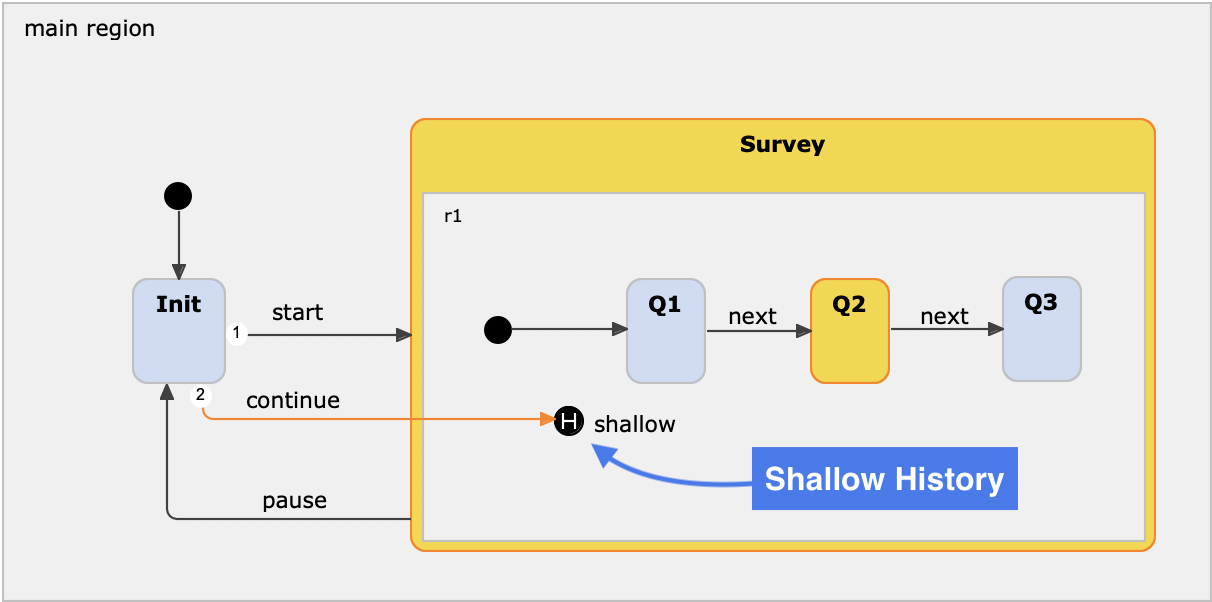 main region
Survey
r1
Init
Q1
Q2
Q3
1
start
next
next
2
continue
H
shallow
Shallow History
pause